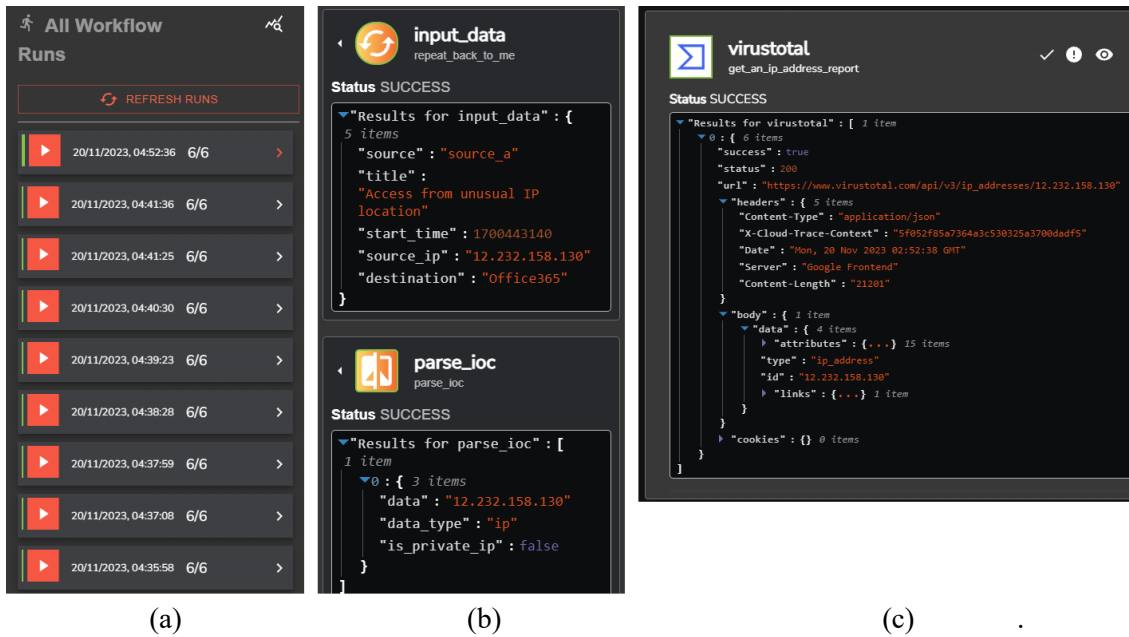 All Workflow
Runs
REFRESH RUNS
20/11/2023, 04:52:36 6/6
20/11/2023, 04:41:36 6/6
20/11/2023, 04:41:25 6/6
20/11/2023, 04:40:30 6/6
20/11/2023, 04:39:23 6/6
20/11/2023, 04:38:28 6/6
20/11/2023, 04:37:59 6/6
20/11/2023, 04:37:08 6/6
20/11/2023, 04:35:58 6/6
(a)
input_data
repeat_back_to_me
Status SUCCESS
"Results for input_data" : {
5 items
"source" : "source_a"
"title" :
"Access from unusual IP
location"
"start_time" : 1700443140
"source_ip" : "12.232.158.130"
"destination" : "Office365"
}
parse_ioc
parse_ioc
Status SUCCESS
"Results for parse_ioc" : [
1 item
0 : { 3 items
"data" : "12.232.158.130"
"data_type" : "ip"
"is_private_ip" : false
}
]
(b)
virustotal
get_an_ip_address_report
Status SUCCESS
"Results for virustotal" : [ 1 item
0 : { 6 items
"success" : true
"status" : 200
"url" : "https://www.virustotal.com/api/v3/ip_addresses/12.232.158.130"
"headers" : { 5 items
"Content-Type" : "application/json"
"X-Cloud-Trace-Context" : "5f052f85a7364a3c530325a3700dadf5"
"Date" : "Mon, 20 Nov 2023 02:52:38 GMT"
"Server" : "Google Frontend"
"Content-Length" : "21201"
}
"body" : { 1 item
"data" : { 4 items
"attributes" : {...} 15 items
"type" : "ip_address"
"id" : "12.232.158.130"
"links" : {...} 1 item
}
}
"cookies" : {} 0 items
}
]
(c) .